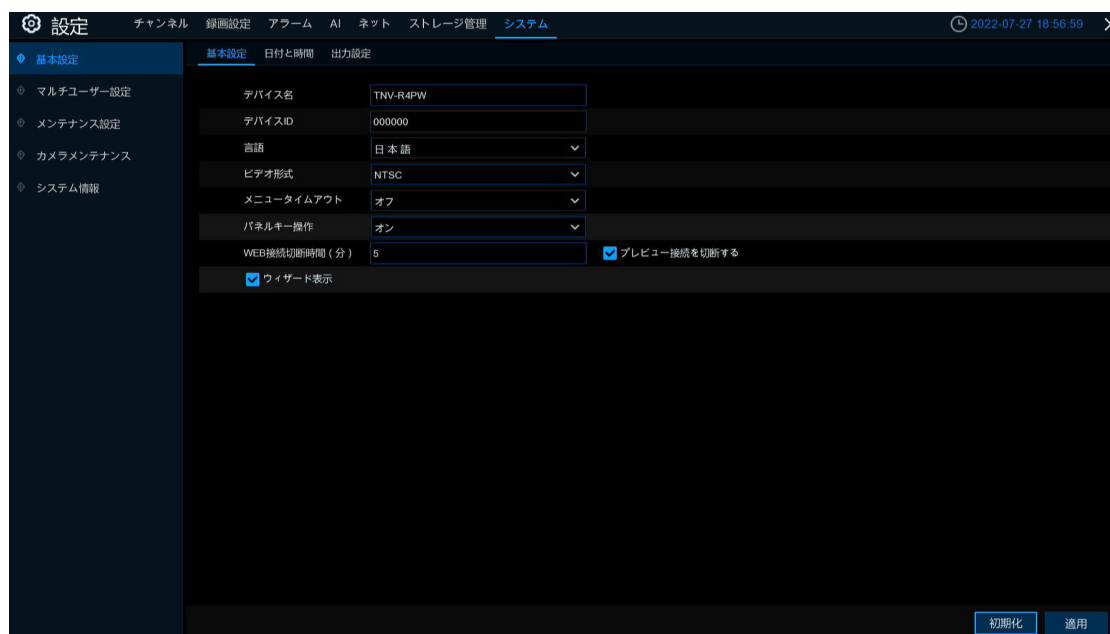 設定 チャンネル 録画設定 アラーム AI ネット ストレージ管理 システム 2022-07-27 18:56:59
基本設定
マルチユーザー設定
メンテナンス設定
カメラメンテナンス
システム情報
基本設定 日付と時間 出力設定
デバイス名 TNV-R4PW
デバイスID 000000
言語 日本語
ビデオ形式 NTSC
メニュータイムアウト オフ
パネルキー操作 オン
WEB接続切断時間(分) 5 プレビュー接続を切断する
ウィザード表示
初期化 適用